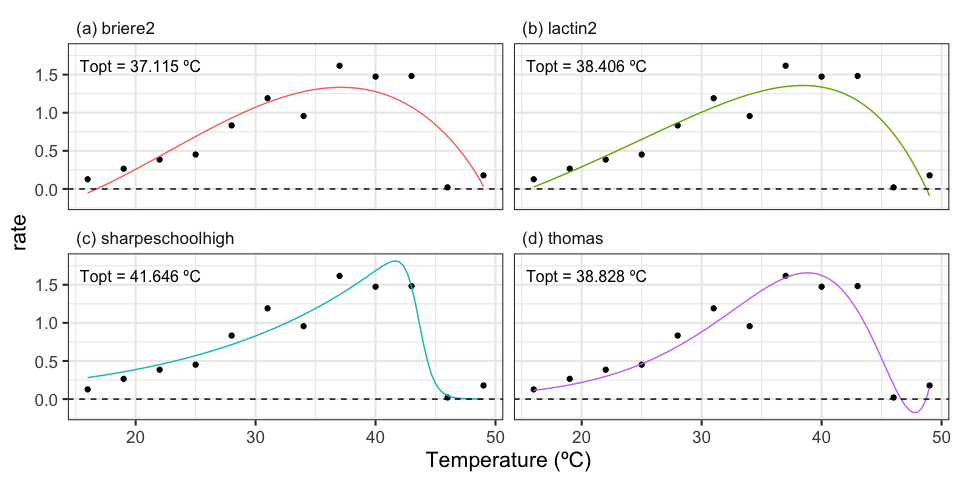 (a) briere2
(b) lactin2
Topt = 37.115 ºC
Topt = 38.406 ºC
1.5
1.0
0.5
0.0
(c) sharpeschoolhigh
(d) thomas
Topt = 41.646 ºC
Topt = 38.828 ºC
1.5
1.0
0.5
0.0
rate
20 30 40 50 20 30 40 50
Temperature (ºC)